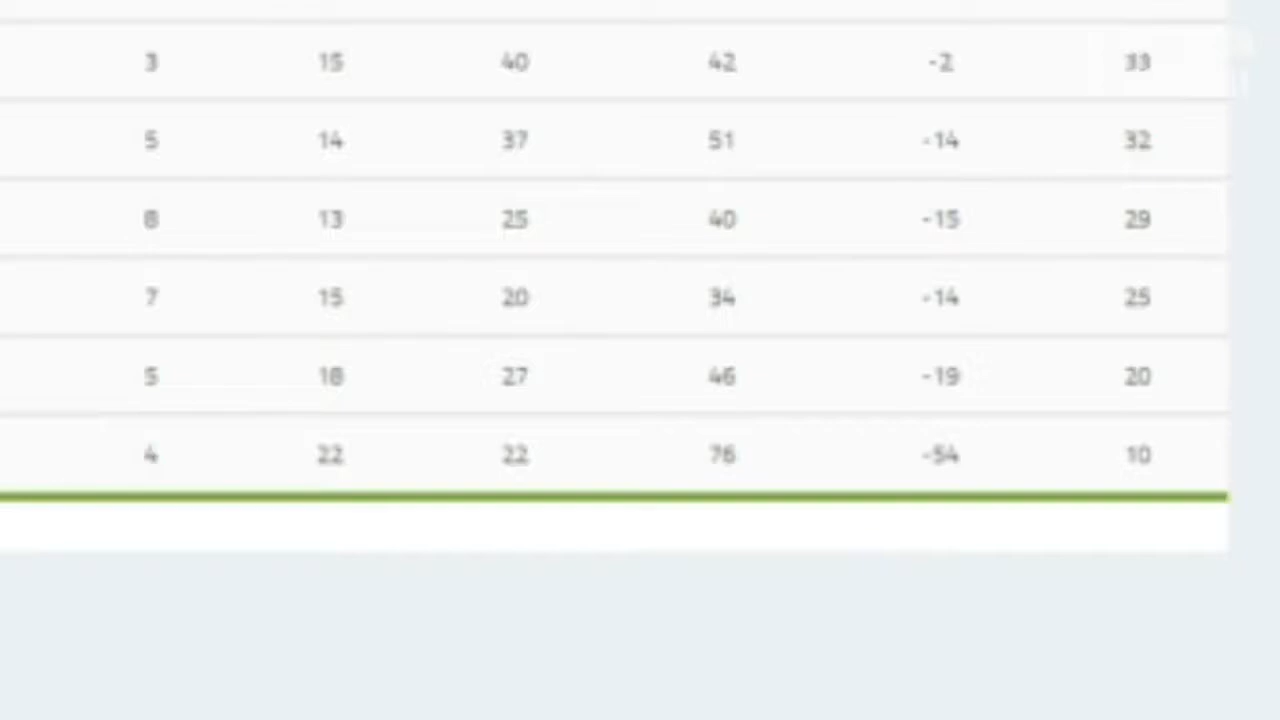 3 15 40 42 -2 33
5 14 37 51 -14 32
8 13 25 40 -15 29
7 15 20 34 -14 25
5 18 27 46 -19 20
4 22 22 76 -54 10